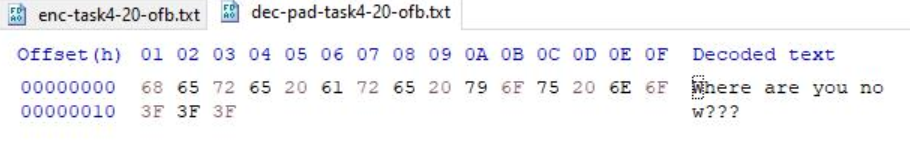 enc-task4-20-ofb.txt dec-pad-task4-20-ofb.txt
Offset(h) 01 02 03 04 05 06 07 08 09 0A 0B 0C 0D 0E 0F Decoded text
00000000 68 65 72 65 20 61 72 65 20 79 6F 75 20 6E 6F Where are you no
00000010 3F 3F 3F w???